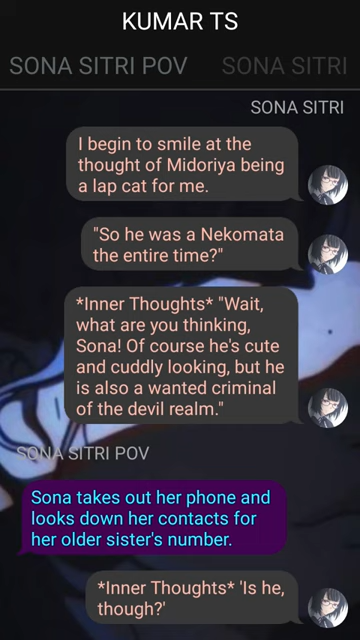 KUMAR TS
SONA SITRI POV
SONA SITRI
SONA SITRI
I begin to smile at the
thought of Midoriya being
a lap cat for me.
"So he was a Nekomata
the entire time?"
*Inner Thoughts* "Wait,
what are you thinking,
Sona! Of course he's cute
and cuddly looking, but he
is also a wanted criminal
of the devil realm."
SONA SITRI POV
Sona takes out her phone and
looks down her contacts for
her older sister's number.
*Inner Thoughts* 'Is he,
though?'